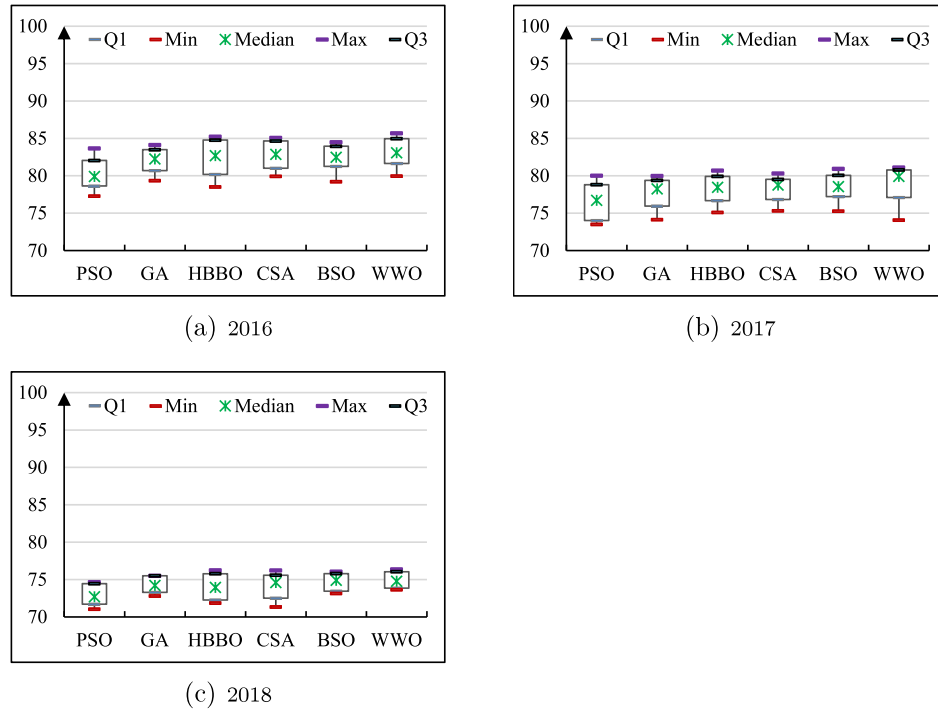 100
95
90
85
80
75
70
Q1 Min Median Max Q3
PSO GA HBBO CSA BSO WWO
(a) 2016
100
95
90
85
80
75
70
Q1 Min Median Max Q3
PSO GA HBBO CSA BSO WWO
(b) 2017
100
95
90
85
80
75
70
Q1 Min Median Max Q3
PSO GA HBBO CSA BSO WWO
(c) 2018